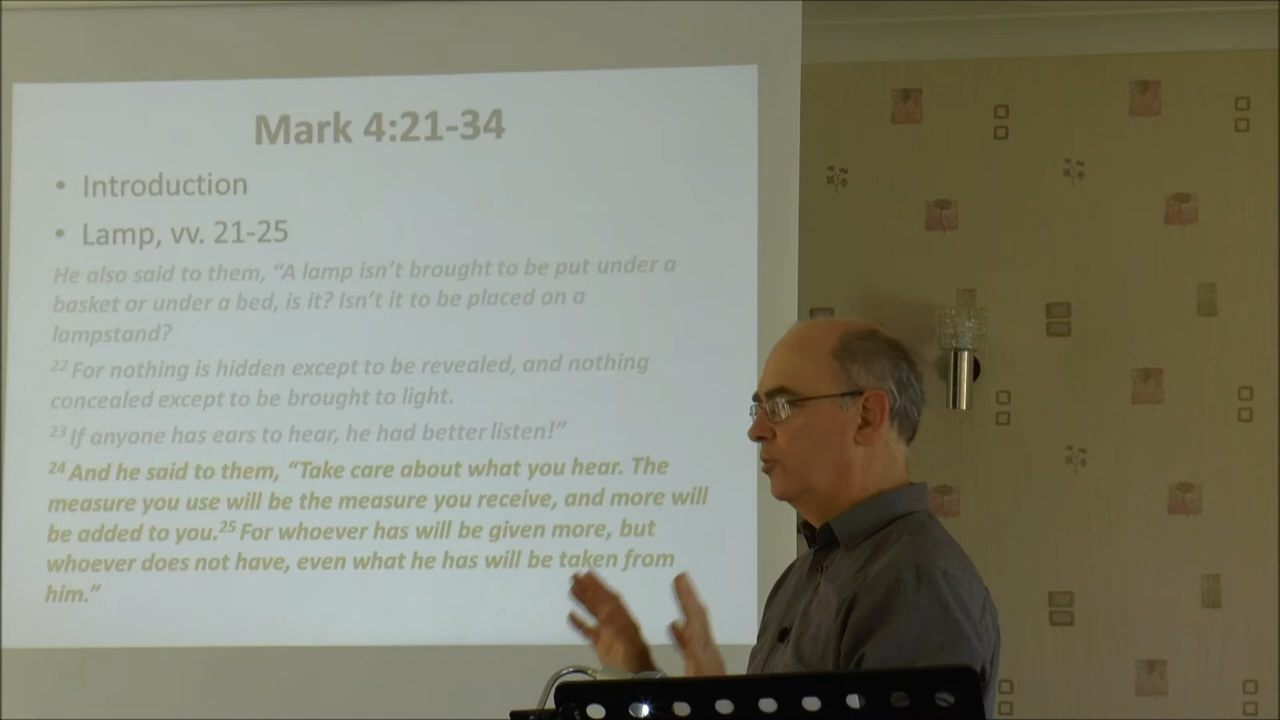 Mark 4:21-34
• Introduction
• Lamp, vv. 21-25
He also said to them, “A lamp isn’t brought to be put under a
basket or under a bed, is it? Isn’t it to be placed on a
lampstand?
²² For nothing is hidden except to be revealed, and nothing
concealed except to be brought to light.
²³ If anyone has ears to hear, he had better listen!”
²⁴ And he said to them, “Take care about what you hear. The
measure you use will be the measure you receive, and more will
be added to you.²⁵ For whoever has will be given more, but
whoever does not have, even what he has will be taken from
him.”